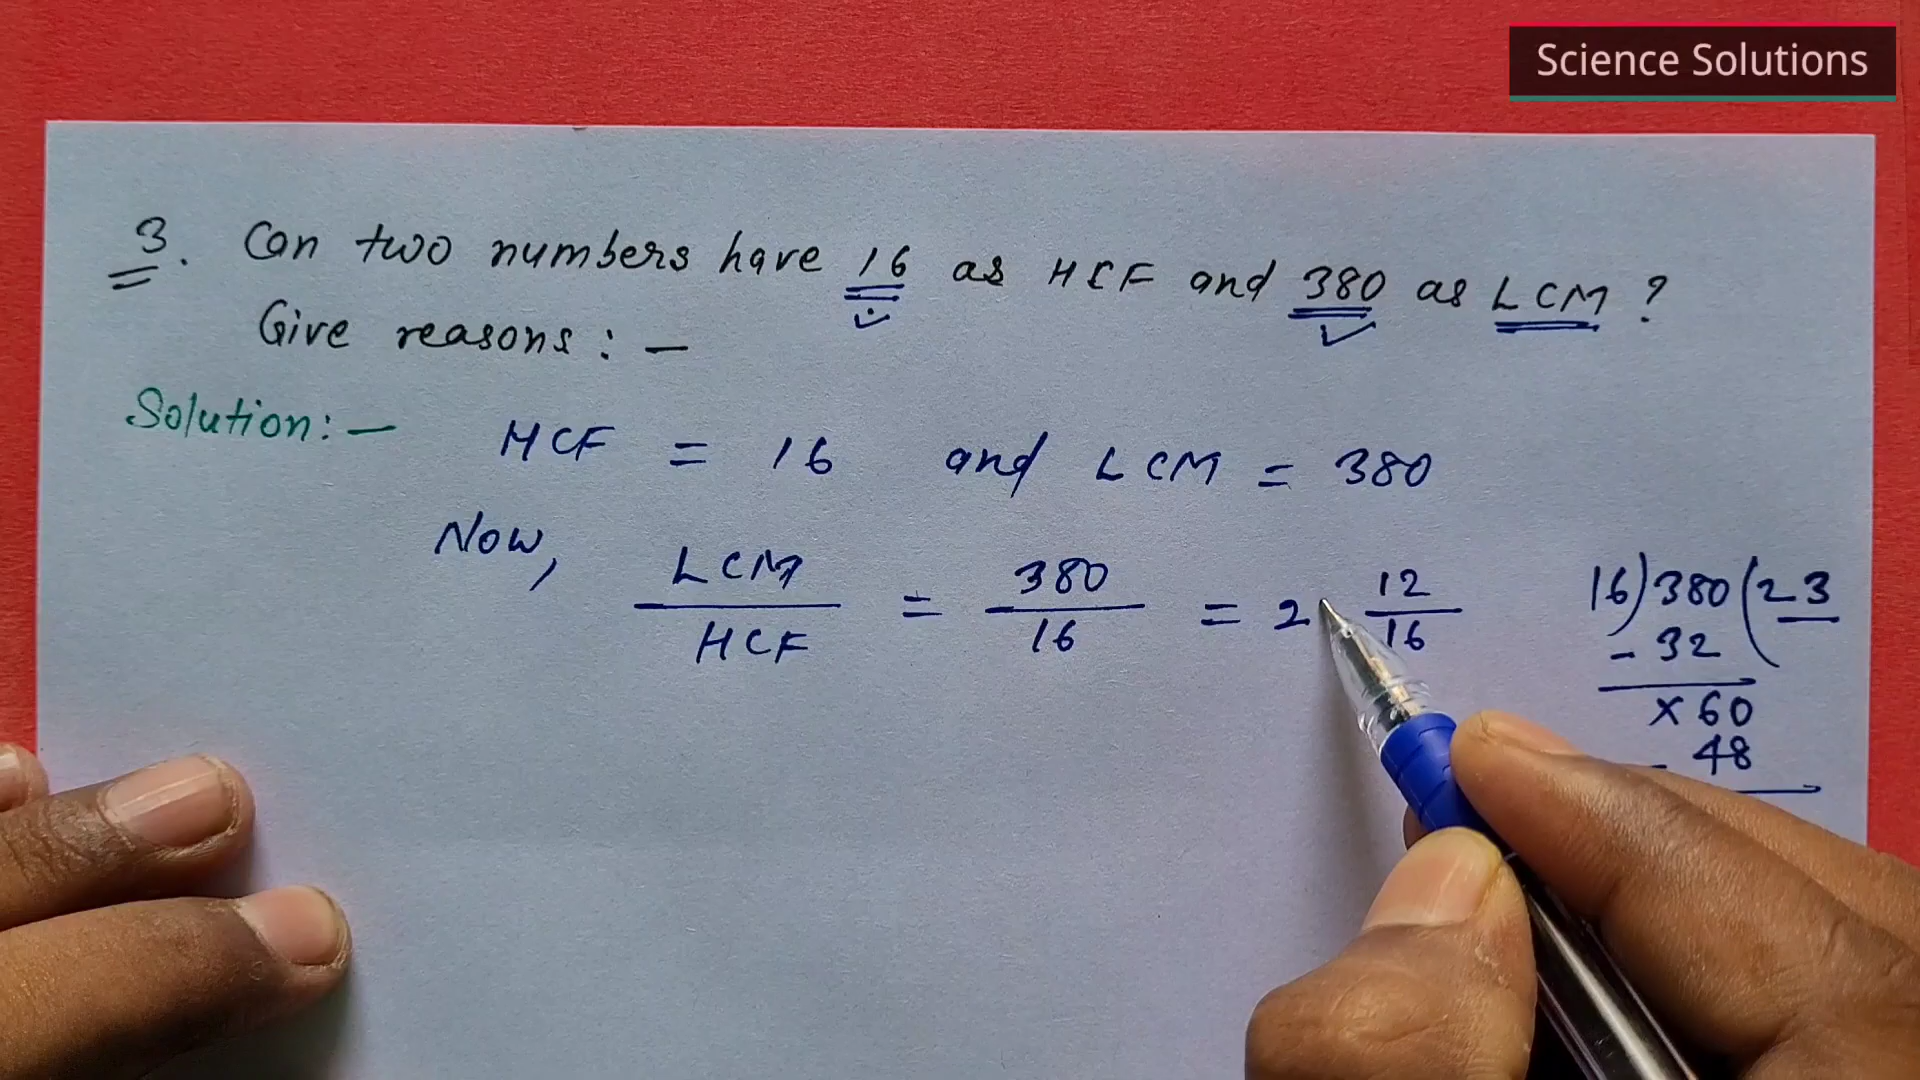 Science Solutions
3. Can two numbers have 16 as HCF and 380 as LCM ?
Give reasons : —
Solution: — HCF = 16 and LCM = 380
Now, LCM/HCF = 380/16 = 2 12/16
16)380(23
- 32
x60
- 48